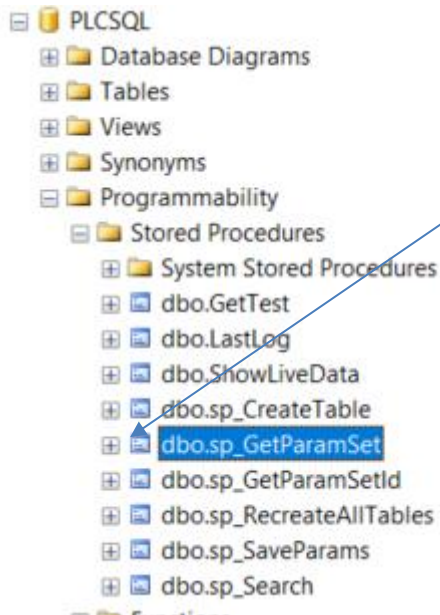 PLCSQL
Database Diagrams
Tables
Views
Synonyms
Programmability
Stored Procedures
System Stored Procedures
dbo.GetTest
dbo.LastLog
dbo.ShowLiveData
dbo.sp_CreateTable
dbo.sp_GetParamSet
dbo.sp_GetParamSetId
dbo.sp_RecreateAllTables
dbo.sp_SaveParams
dbo.sp_Search